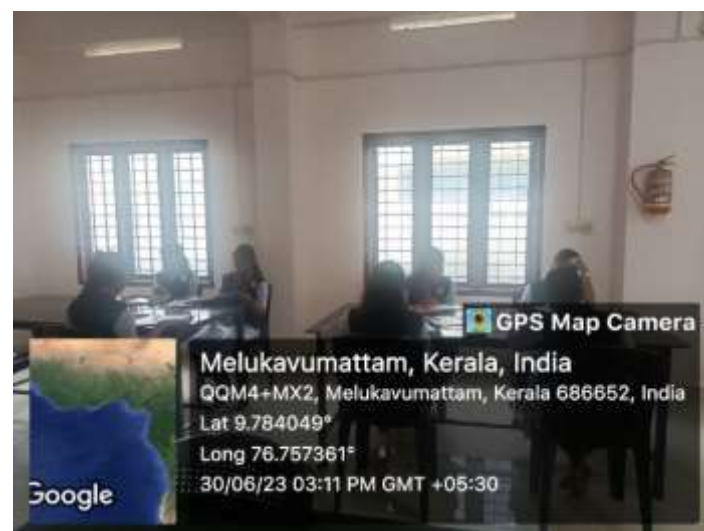 GPS Map Camera
Melukavumattam, Kerala, India
QQM4+MX2, Melukavumattam, Kerala 686652, India
Lat 9.784049°
Long 76.757361°
30/06/23 03:11 PM GMT +05:30
Google